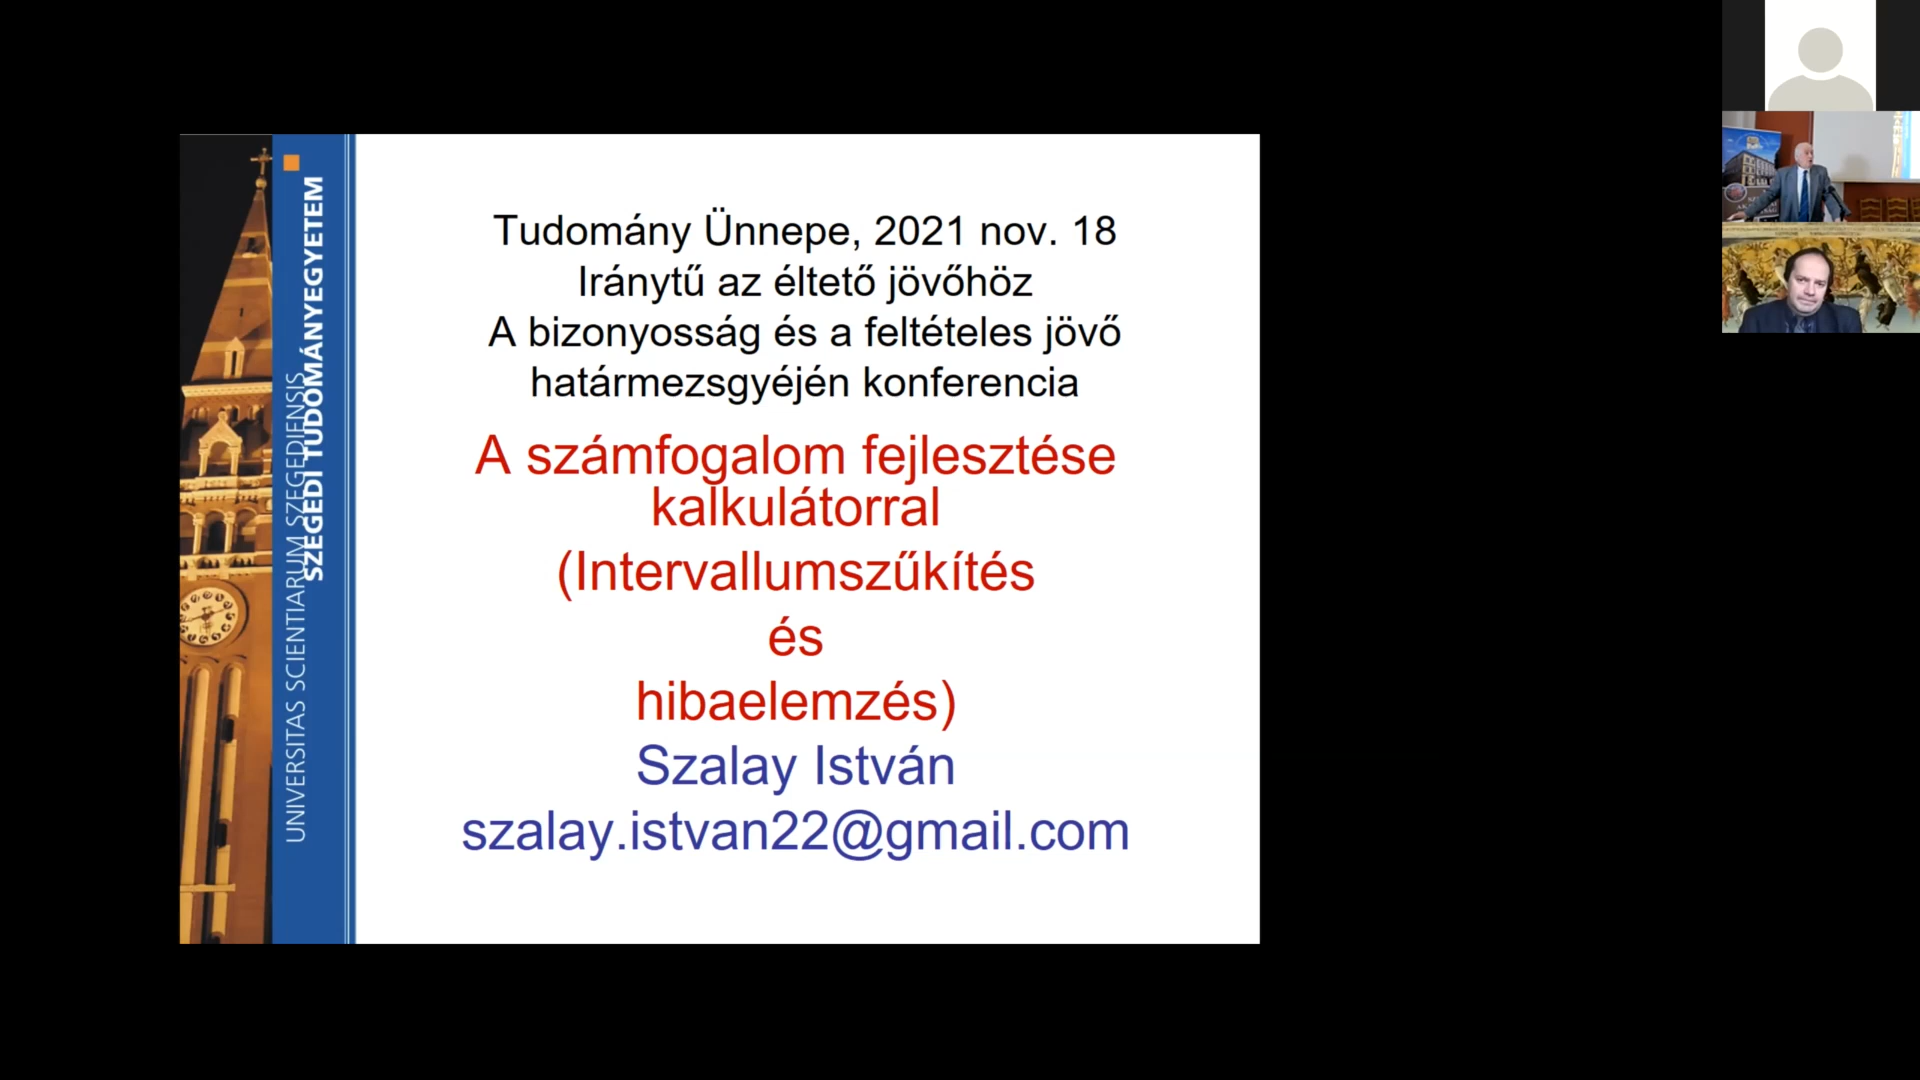 UNIVERSITAS SCIENTIARUM SZEGEDIENSIS
SZEGEDI TUDOMÁNYEGYETEM
Tudomány Ünnepe, 2021 nov. 18
Iránytű az éltető jövőhöz
A bizonyosság és a feltételes jövő
határmezsgyéjén konferencia
A számfogalom fejlesztése
kalkulátorral
(Intervallumszűkítés
és
hibaelemzés)
Szalay István
szalay.istvan22@gmail.com